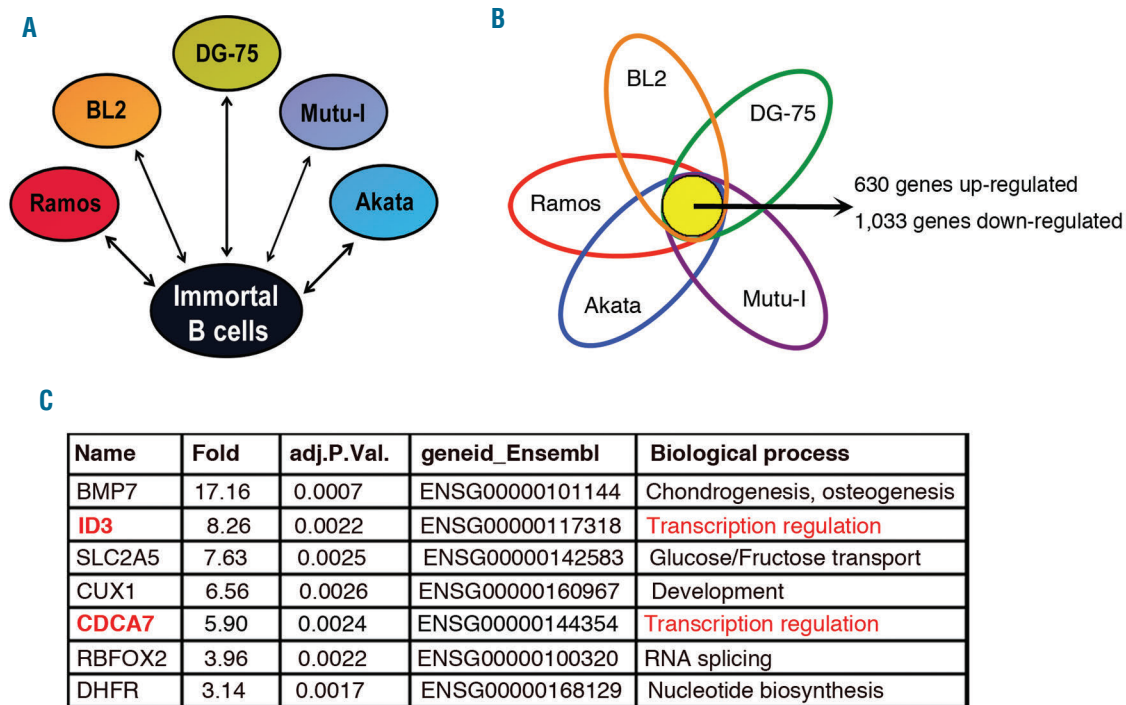 A
DG-75
BL2
Mutu-I
Ramos
Akata
Immortal
B cells
B
BL2
DG-75
Ramos
630 genes up-regulated
1,033 genes down-regulated
Akata
Mutu-I
C
Name Fold adj.P.Val. geneid_Ensembl Biological process
BMP7 17.16 0.0007 ENSG00000101144 Chondrogenesis, osteogenesis
ID3 8.26 0.0022 ENSG00000117318 Transcription regulation
SLC2A5 7.63 0.0025 ENSG00000142583 Glucose/Fructose transport
CUX1 6.56 0.0026 ENSG00000160967 Development
CDCA7 5.90 0.0024 ENSG00000144354 Transcription regulation
RBFOX2 3.96 0.0022 ENSG00000100320 RNA splicing
DHFR 3.14 0.0017 ENSG00000168129 Nucleotide biosynthesis